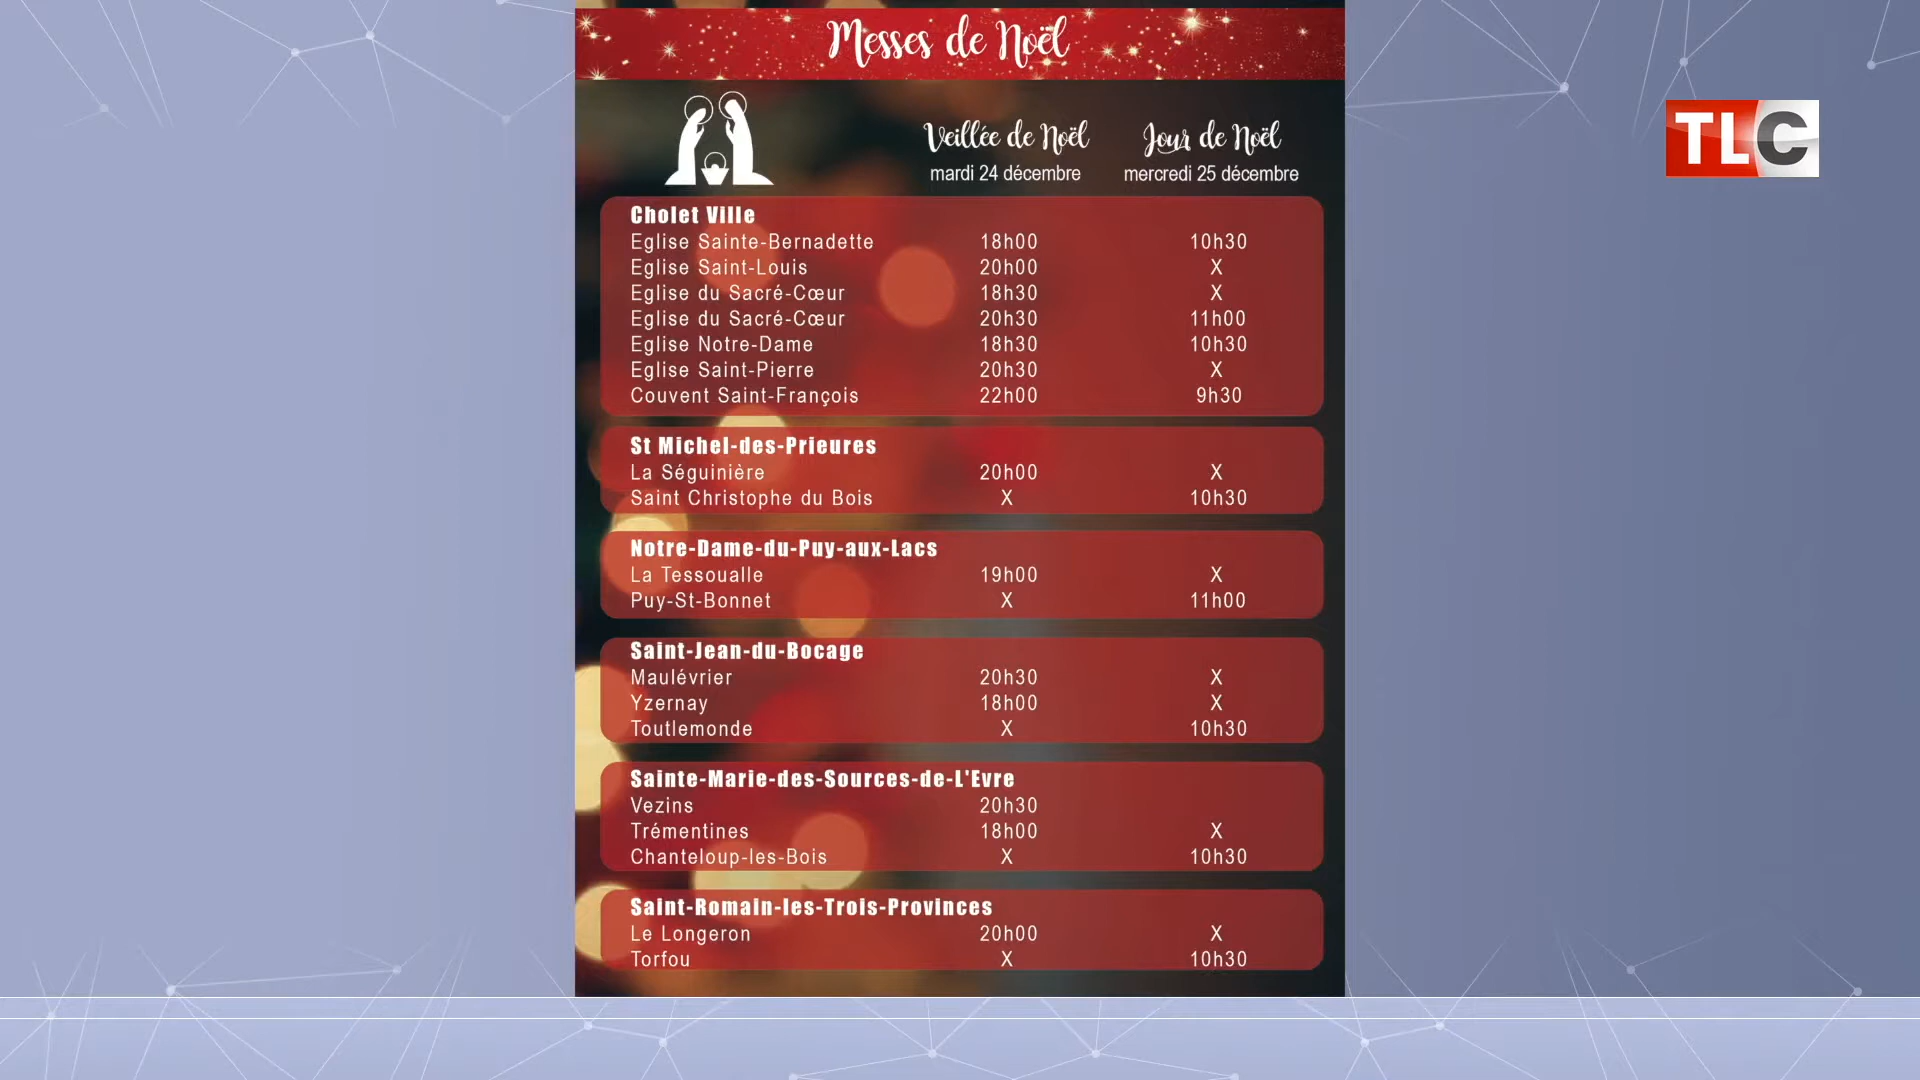 Messes de Noël
TLC
Veillée de Noël Jour de Noël
mardi 24 décembre mercredi 25 décembre
Cholet Ville
Eglise Sainte-Bernadette 18h00 10h30
Eglise Saint-Louis 20h00 X
Eglise du Sacré-Cœur 18h30 X
Eglise du Sacré-Cœur 20h30 11h00
Eglise Notre-Dame 18h30 10h30
Eglise Saint-Pierre 20h30 X
Couvent Saint-François 22h00 9h30
St Michel-des-Prieures
La Séguinière 20h00 X
Saint Christophe du Bois X 10h30
Notre-Dame-du-Puy-aux-Lacs
La Tessoualle 19h00 X
Puy-St-Bonnet X 11h00
Saint-Jean-du-Bocage
Maulévrier 20h30 X
Yzernay 18h00 X
Toutlemonde X 10h30
Sainte-Marie-des-Sources-de-L'Evre
Vezins 20h30
Trémentines 18h00 X
Chanteloup-les-Bois X 10h30
Saint-Romain-les-Trois-Provinces
Le Longeron 20h00 X
Torfou X 10h30